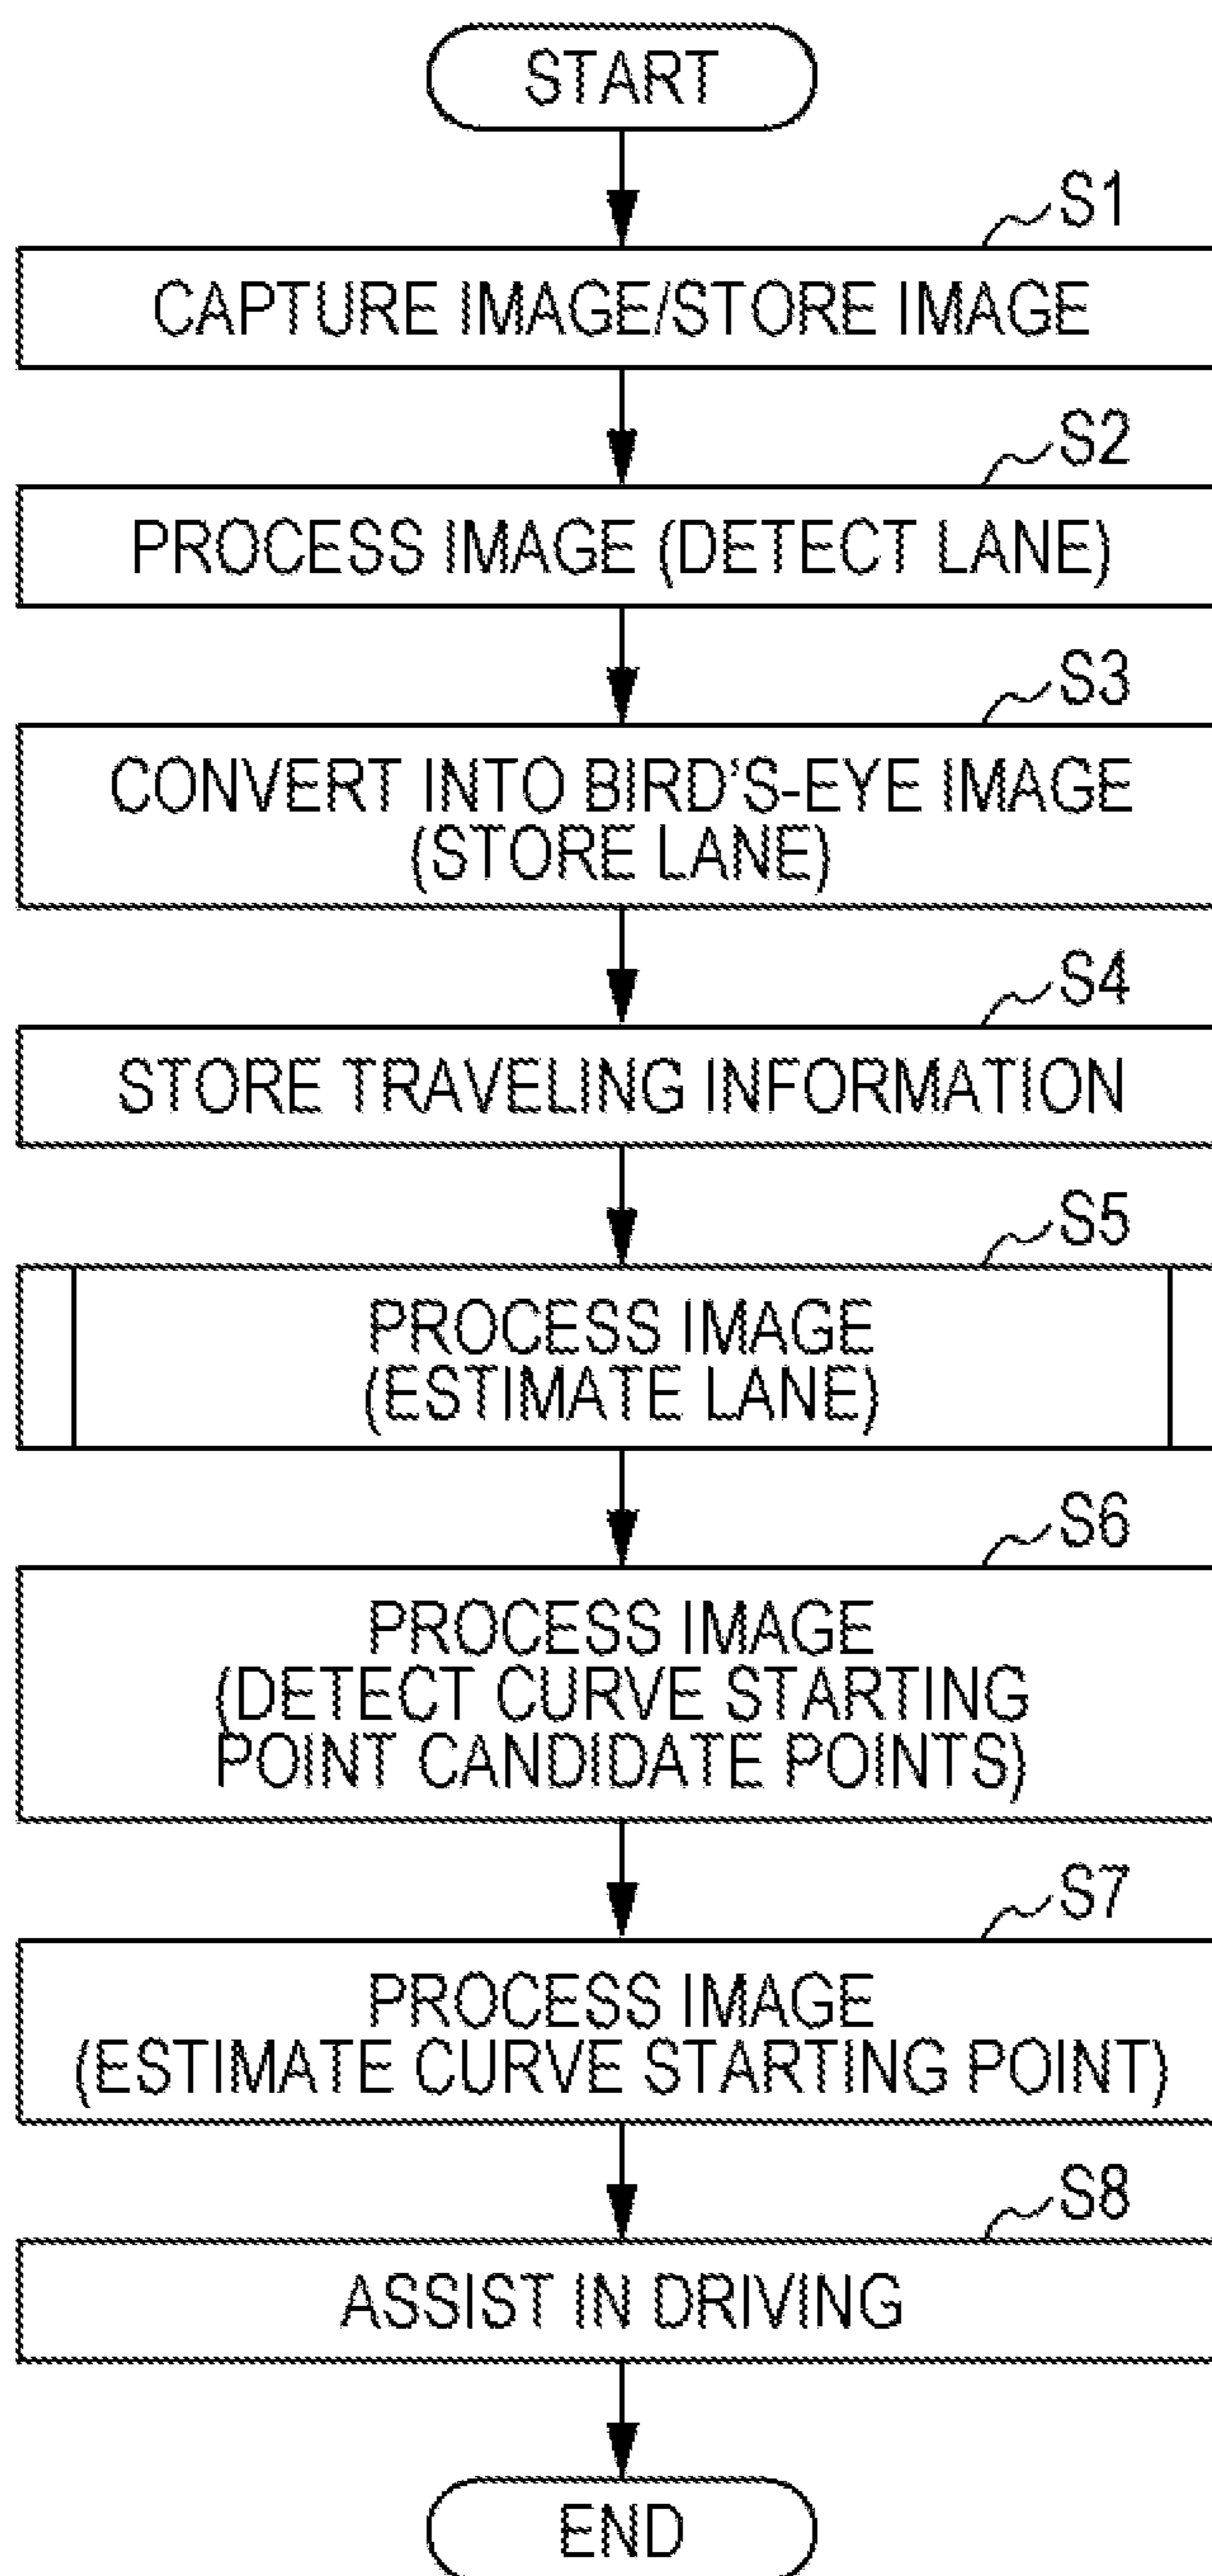 START
S1
CAPTURE IMAGE/STORE IMAGE
S2
PROCESS IMAGE (DETECT LANE)
S3
CONVERT INTO BIRD'S-EYE IMAGE
(STORE LANE)
S4
STORE TRAVELING INFORMATION
S5
PROCESS IMAGE
(ESTIMATE LANE)
S6
PROCESS IMAGE
(DETECT CURVE STARTING
POINT CANDIDATE POINTS)
S7
PROCESS IMAGE
(ESTIMATE CURVE STARTING POINT)
S8
ASSIST IN DRIVING
END